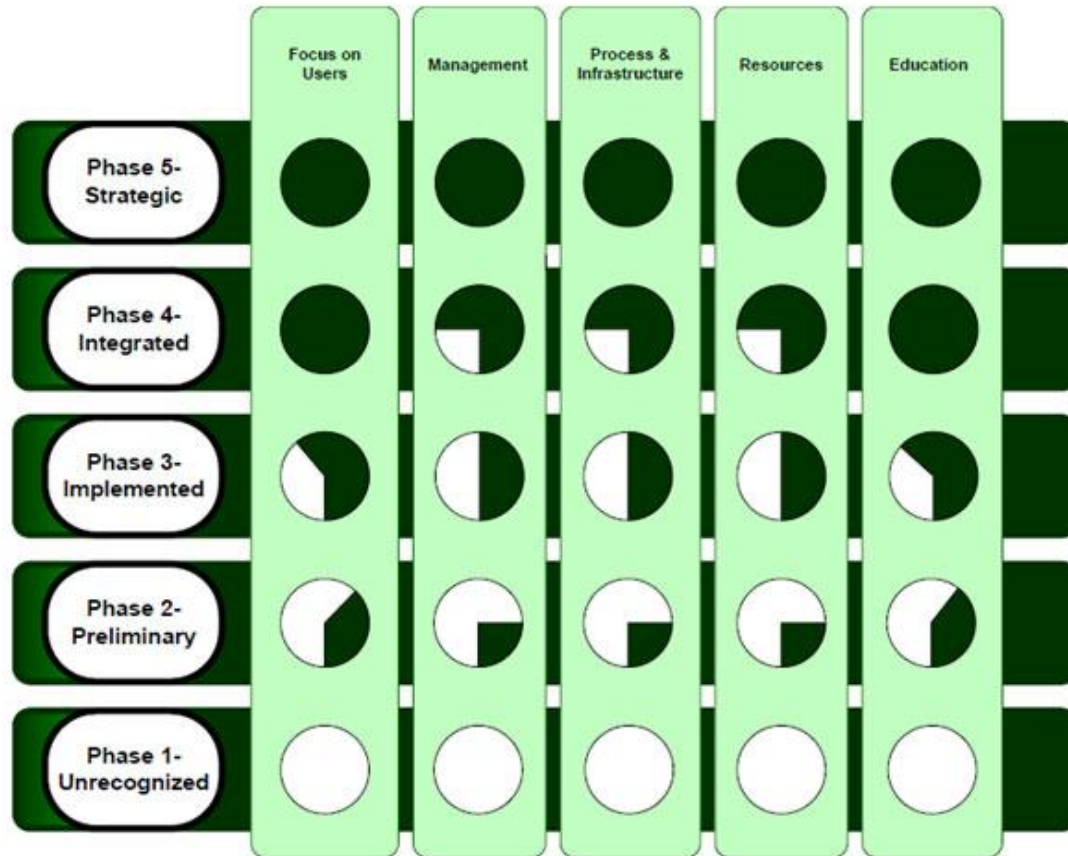 Focus on
Users
Management
Process &
Infrastructure
Resources
Education
Phase 5-
Strategic
Phase 4-
Integrated
Phase 3-
Implemented
Phase 2-
Preliminary
Phase 1-
Unrecognized